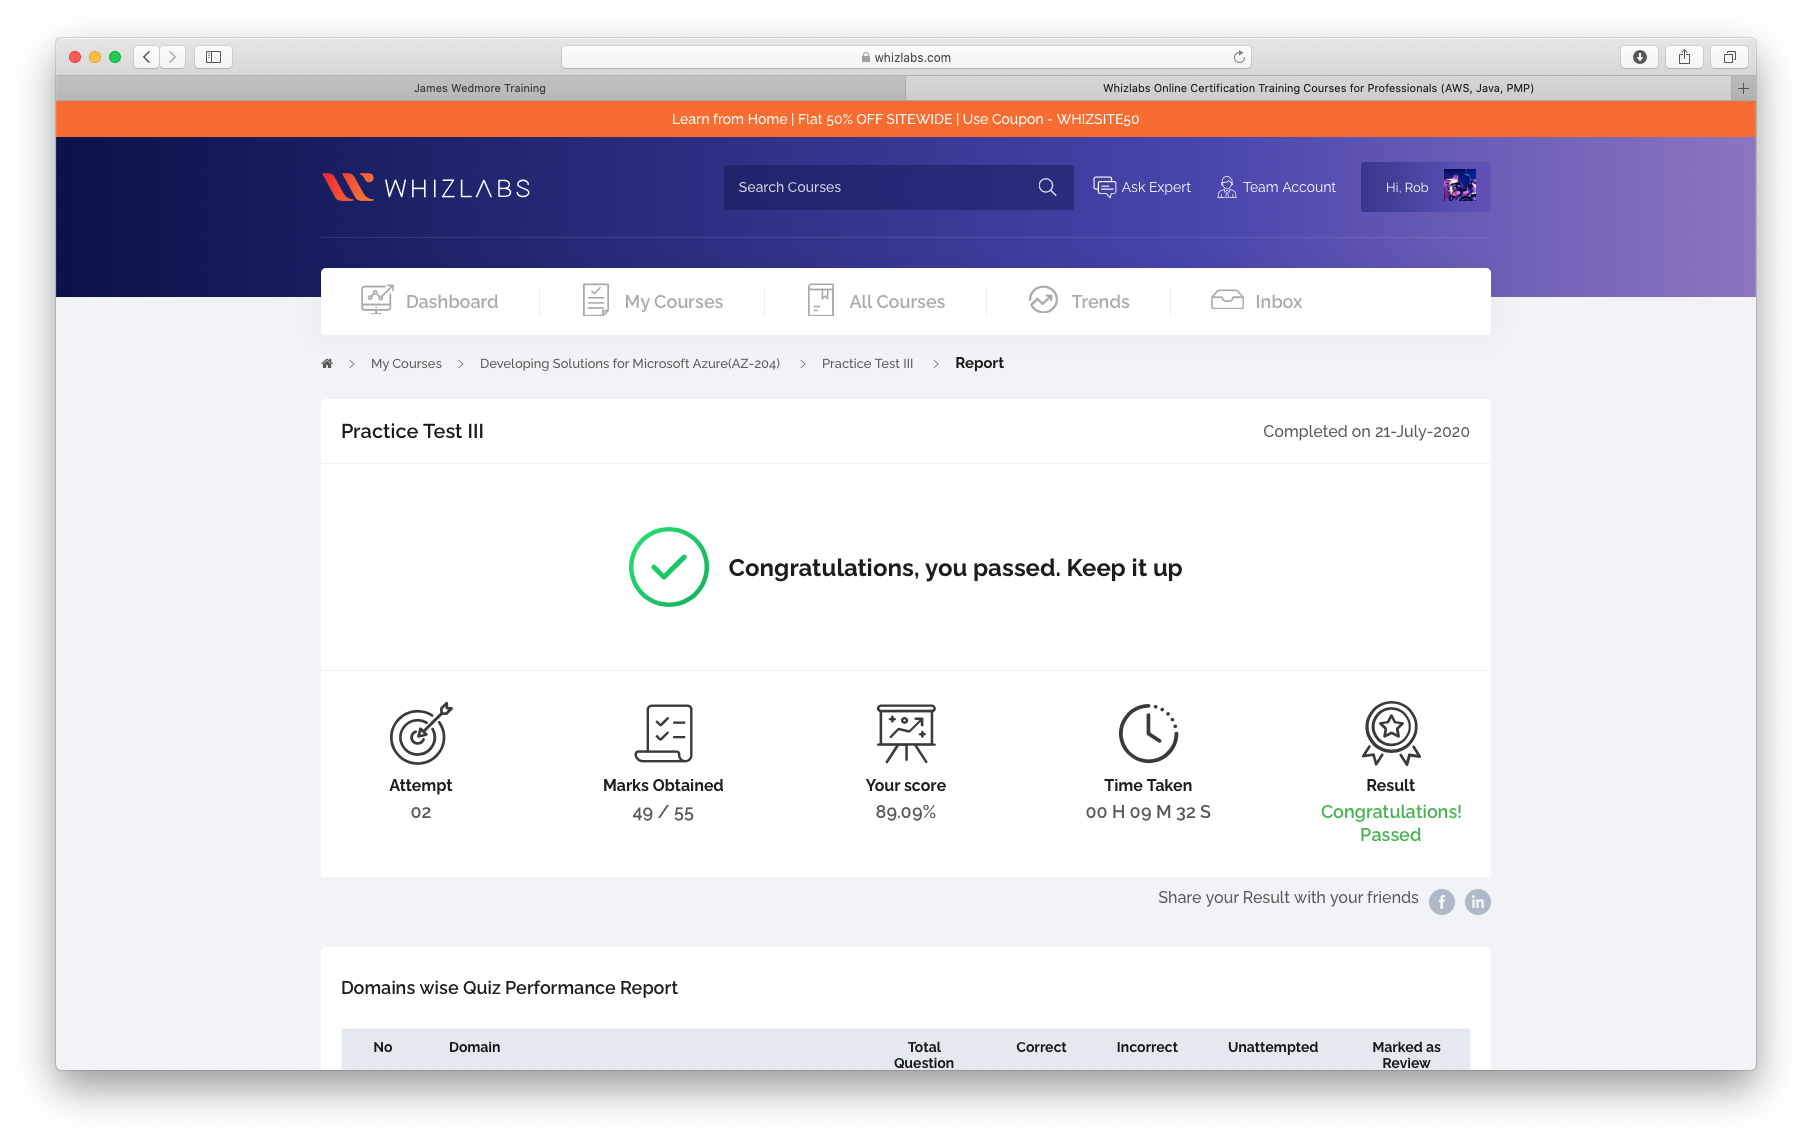 whizlabs.com
James Wedmore Training
Whizlabs Online Certification Training Courses for Professionals (AWS, Java, PMP)
Learn from Home | Flat 50% OFF SITEWIDE | Use Coupon - WHIZSITE50
WHIZLABS
Search Courses
Ask Expert
Team Account
Hi, Rob
Dashboard
My Courses
All Courses
Trends
Inbox
> My Courses > Developing Solutions for Microsoft Azure(AZ-204) > Practice Test III > Report
Practice Test III
Completed on 21-July-2020
Congratulations, you passed. Keep it up
Attempt
02
Marks Obtained
49 / 55
Your score
89.09%
Time Taken
00 H 09 M 32 S
Result
Congratulations!
Passed
Share your Result with your friends
f
in
Domains wise Quiz Performance Report
No
Domain
Total
Question
Correct
Incorrect
Unattempted
Marked as
Review